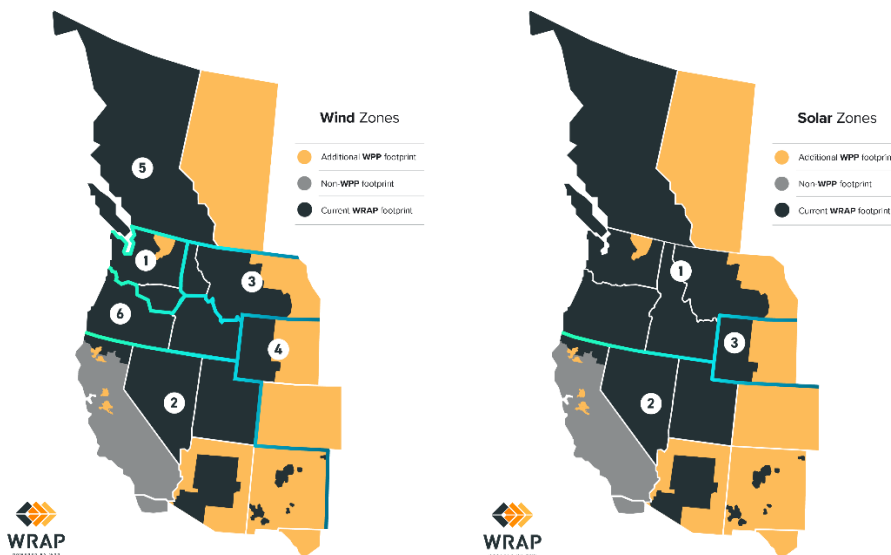 Wind Zones
Additional WPP footprint
Non-WPP footprint
Current WRAP footprint
5
1
3
6
4
2
WRAP
Solar Zones
Additional WPP footprint
Non-WPP footprint
Current WRAP footprint
1
3
2
WRAP